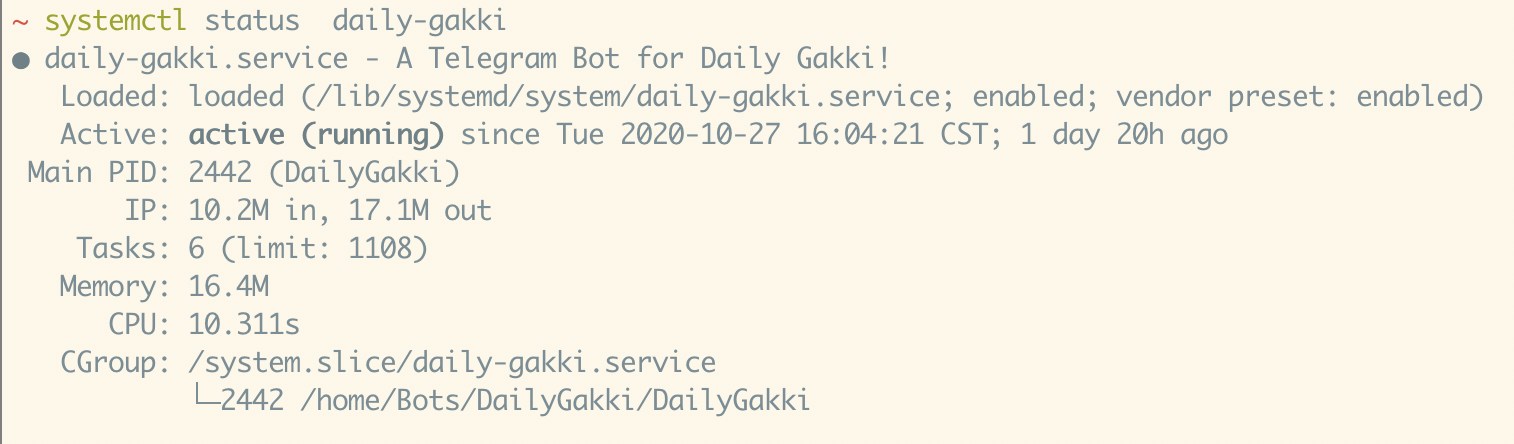 ~ systemctl status  daily-gakki
● daily-gakki.service - A Telegram Bot for Daily Gakki!
   Loaded: loaded (/lib/systemd/system/daily-gakki.service; enabled; vendor preset: enabled)
   Active: active (running) since Tue 2020-10-27 16:04:21 CST; 1 day 20h ago
 Main PID: 2442 (DailyGakki)
       IP: 10.2M in, 17.1M out
    Tasks: 6 (limit: 1108)
   Memory: 16.4M
      CPU: 10.311s
   CGroup: /system.slice/daily-gakki.service
           └─2442 /home/Bots/DailyGakki/DailyGakki